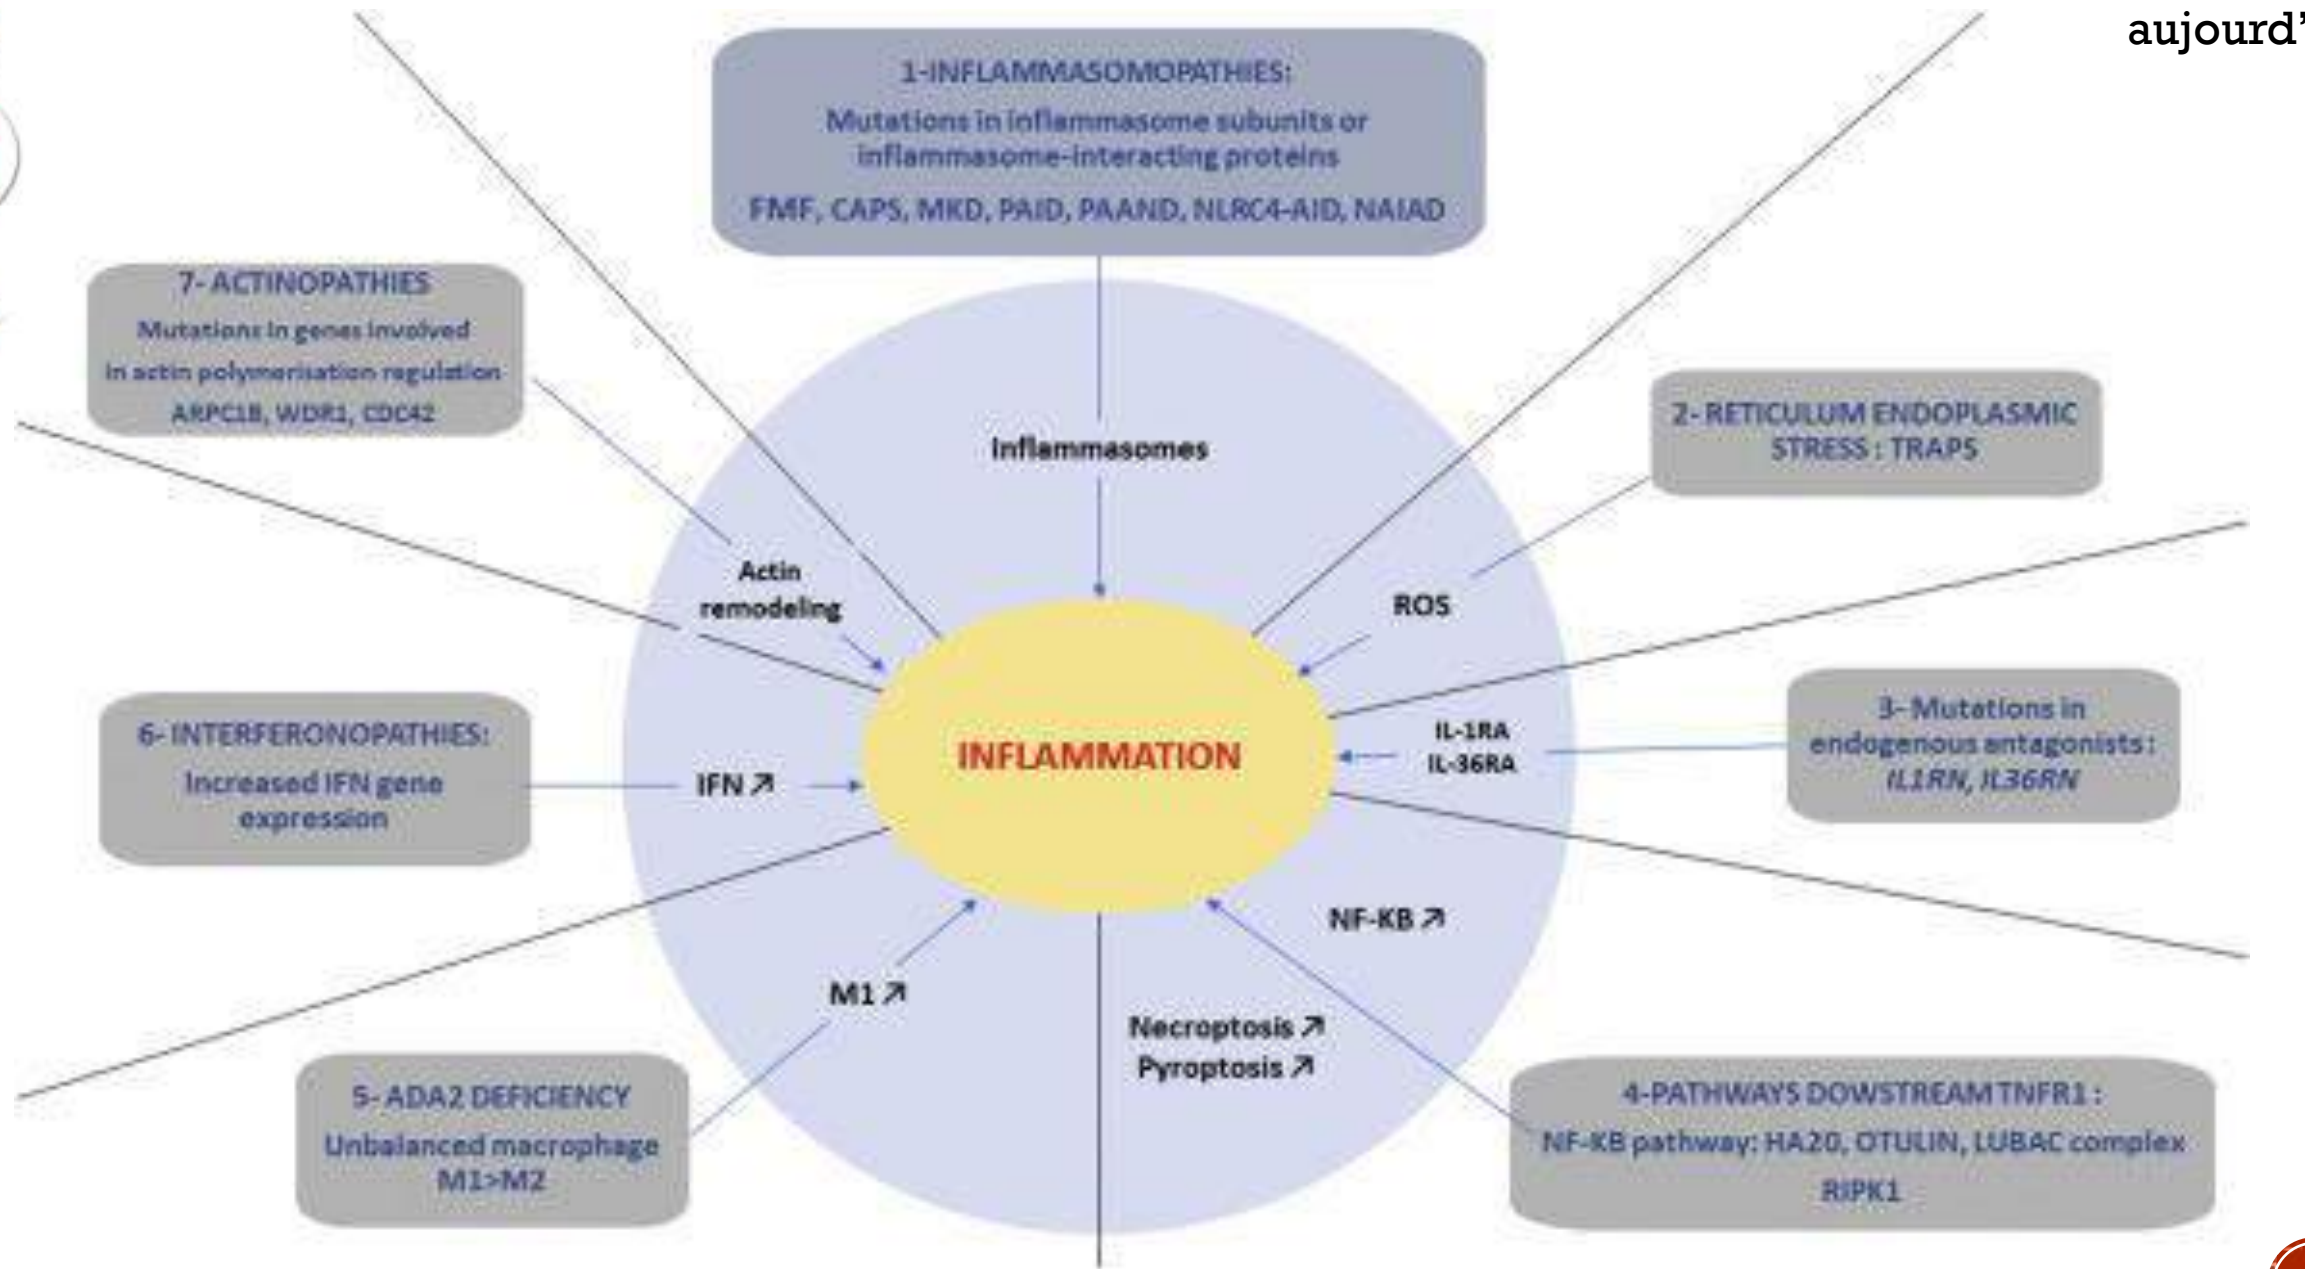 aujourd'
1-INFLAMMASOMOPATHIES:
Mutations in inflammasome subunits or
inflammasome-interacting proteins
FMF, CAPS, MKD, PAID, PAAND, NLRC4-AID, NAIAD
7- ACTINOPATHIES
Mutations in genes involved
in actin polymerisation regulation
ARPC1B, WDR1, CDC42
2- RETICULUM ENDOPLASMIC
STRESS : TRAPS
Inflammasomes
Actin
remodeling
ROS
6- INTERFERONOPATHIES:
Increased IFN gene
expression
IFN ↗
INFLAMMATION
IL-1RA
IL-36RA
3- Mutations in
endogenous antagonists :
IL1RN, IL36RN
NF-KB ↗
M1 ↗
Necroptosis ↗
Pyroptosis ↗
5- ADA2 DEFICIENCY
Unbalanced macrophage
M1>M2
4-PATHWAYS DOWSTREAM TNFR1 :
NF-KB pathway: HA20, OTULIN, LUBAC complex
RIPK1